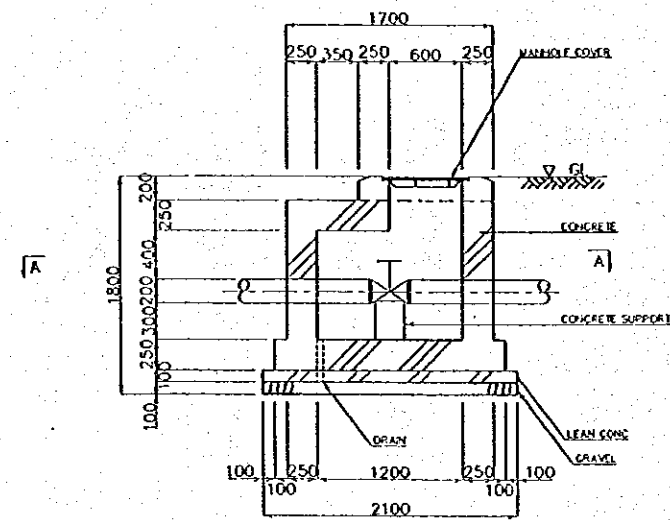 1700
250 350 250 600 250
MANHOLE COVER
GL
200
250
CONCRETE
A A
400
1800
200
300
CONCRETE SUPPORT
250
100
100
DRAIN
LEAN CONC
GRAVEL
100 250 1200 250 100
100 100
2100